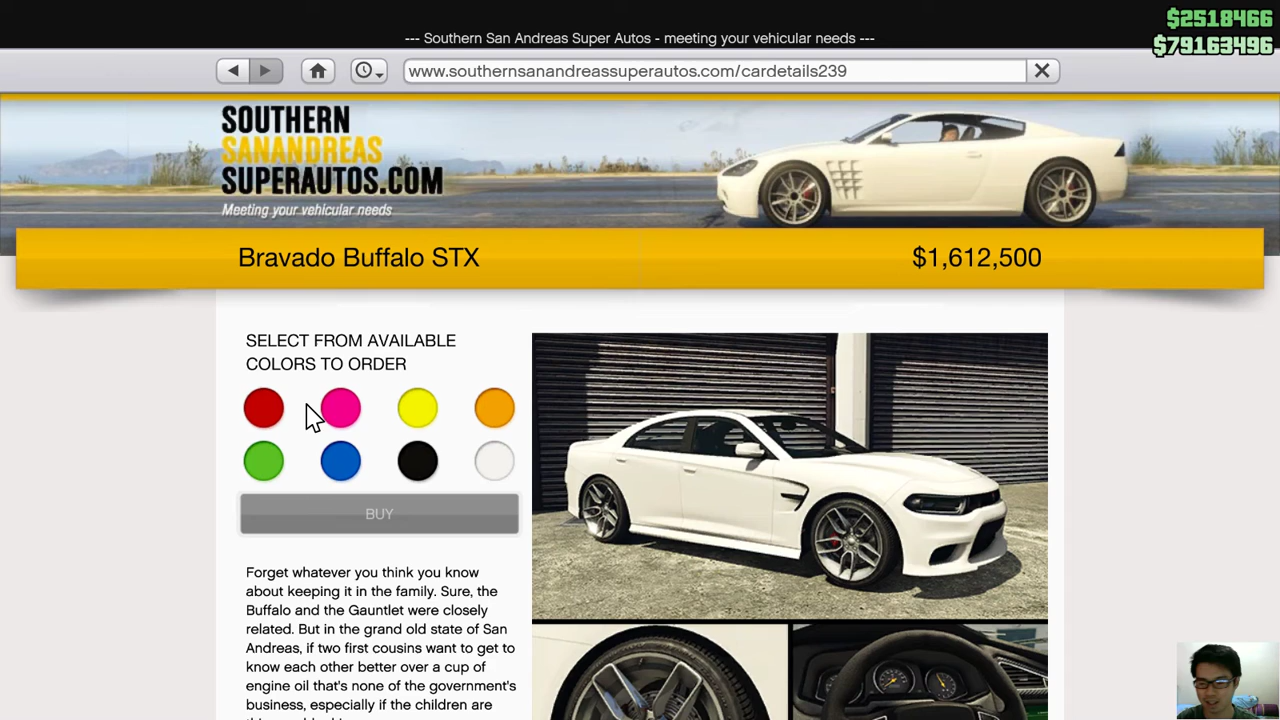 $2518466
--- Southern San Andreas Super Autos - meeting your vehicular needs ---
$79163496
www.southernsanandreassuperautos.com/cardetails239
SOUTHERN
SANANDREAS
SUPERAUTOS.COM
Meeting your vehicular needs
Bravado Buffalo STX
$1,612,500
SELECT FROM AVAILABLE
COLORS TO ORDER
BUY
Forget whatever you think you know
about keeping it in the family. Sure, the
Buffalo and the Gauntlet were closely
related. But in the grand old state of San
Andreas, if two first cousins want to get to
know each other better over a cup of
engine oil that's none of the government's
business, especially if the children are